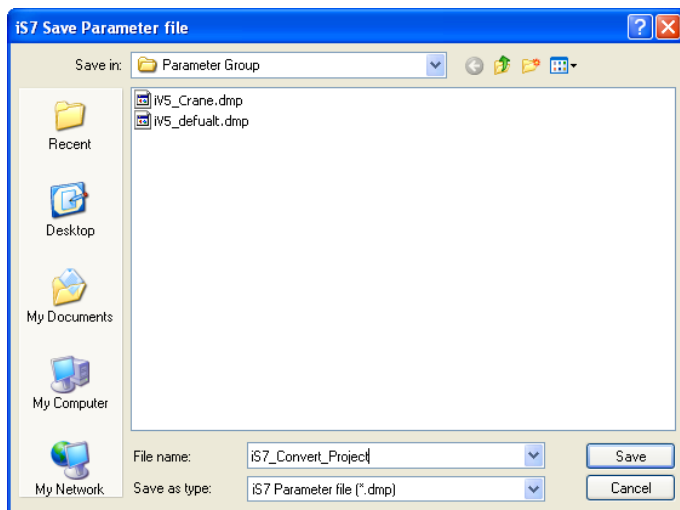 iS7 Save Parameter file
Save in: Parameter Group
iV5_Crane.dmp
iV5_defualt.dmp
Recent
Desktop
My Documents
My Computer
My Network
File name: iS7_Convert_Project Save
Save as type: iS7 Parameter file (*.dmp) Cancel